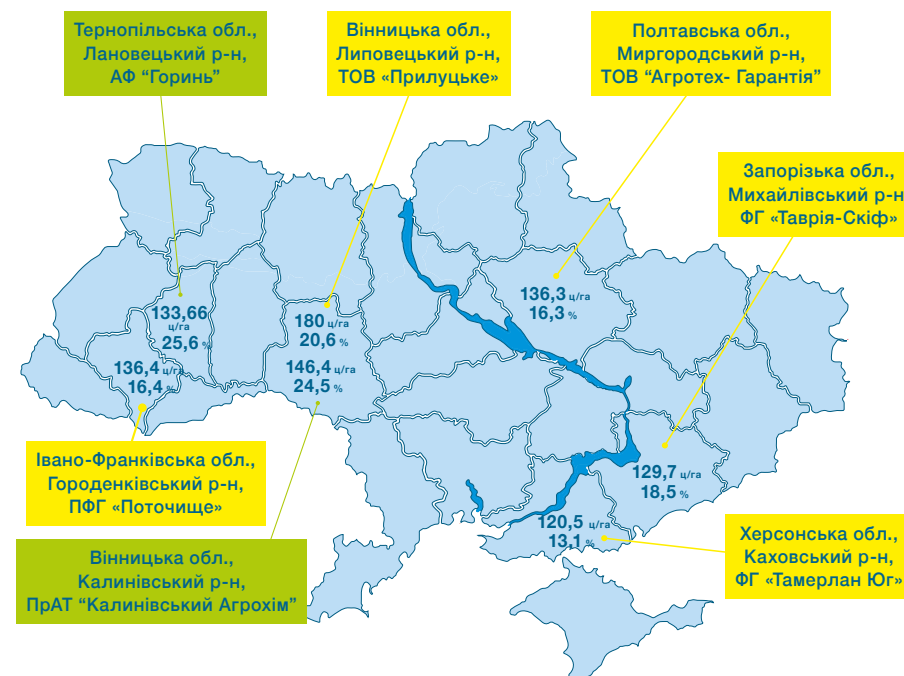 Тернопільська обл.,
Лановецький р-н,
АФ “Горинь”
Вінницька обл.,
Липовецький р-н,
ТОВ «Прилуцьке»
Полтавська обл.,
Миргородський р-н,
ТОВ “Агротех- Гарантія”
Запорізька обл.,
Михайлівський р-н
ФГ «Таврія-Скіф»
136,3 ц/га
16,3 %
133,66
ц/га
25,6 %
180 ц/га
20,6 %
136,4 ц/га
16,4 %
146,4 ц/га
24,5 %
Івано-Франківська обл.,
Городенківський р-н,
ПФГ «Поточище»
129,7 ц/га
18,5 %
120,5 ц/га
13,1 %
Херсонська обл.,
Каховський р-н,
ФГ «Тамерлан Юг»
Вінницька обл.,
Калинівський р-н,
ПрАТ “Калинівський Агрохім”